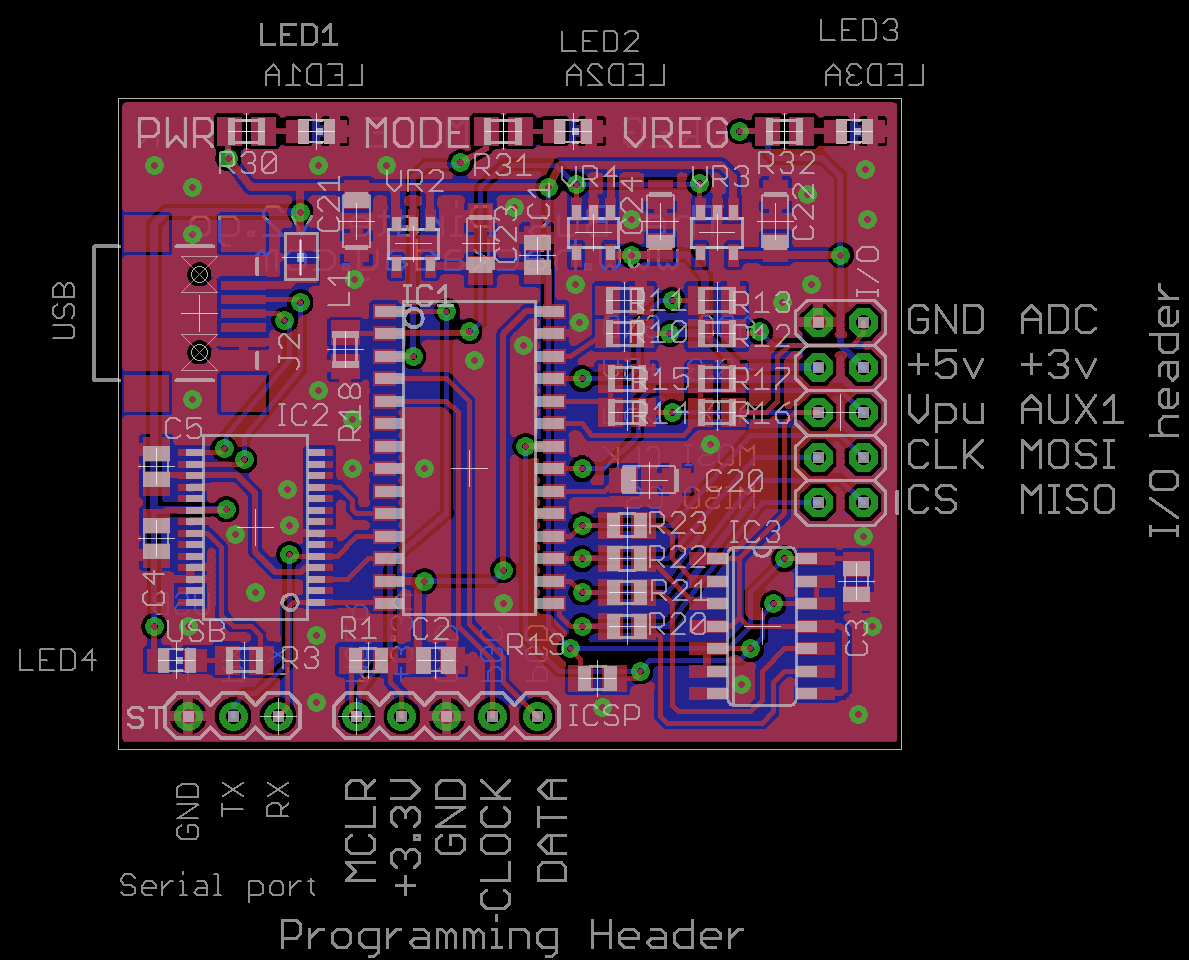 LED1
LED2
LED3
LED1A
LED2A
LED3A
PWR
MODE
VREG
R30
R31
R32
C21
VR2
C23
C1
VR4
C24
VR3
C22
I/O
USB
L1
J2
IC1
R11
R13
R10
R12
R15
R17
R14
R16
R18
IC2
C5
C20
R23
R22
R21
R20
IC3
C3
C4
USB
R3
R1
C2
R19
LED4
ST
ICSP
GND ADC
+5v +3v
Vpu AUX1
CLK MOSI
CS MISO
I/O header
GND
TX
RX
MCLR
+3.3V
GND
CLOCK
DATA
Serial port
Programming Header